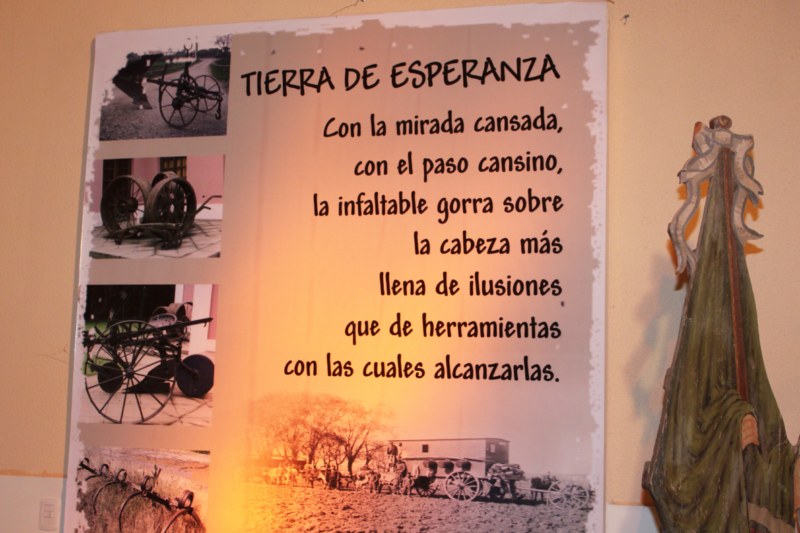 TIERRA DE ESPERANZA
Con la mirada cansada,
con el paso cansino,
la infaltable gorra sobre
la cabeza más
llena de ilusiones
que de herramientas
con las cuales alcanzarlas.